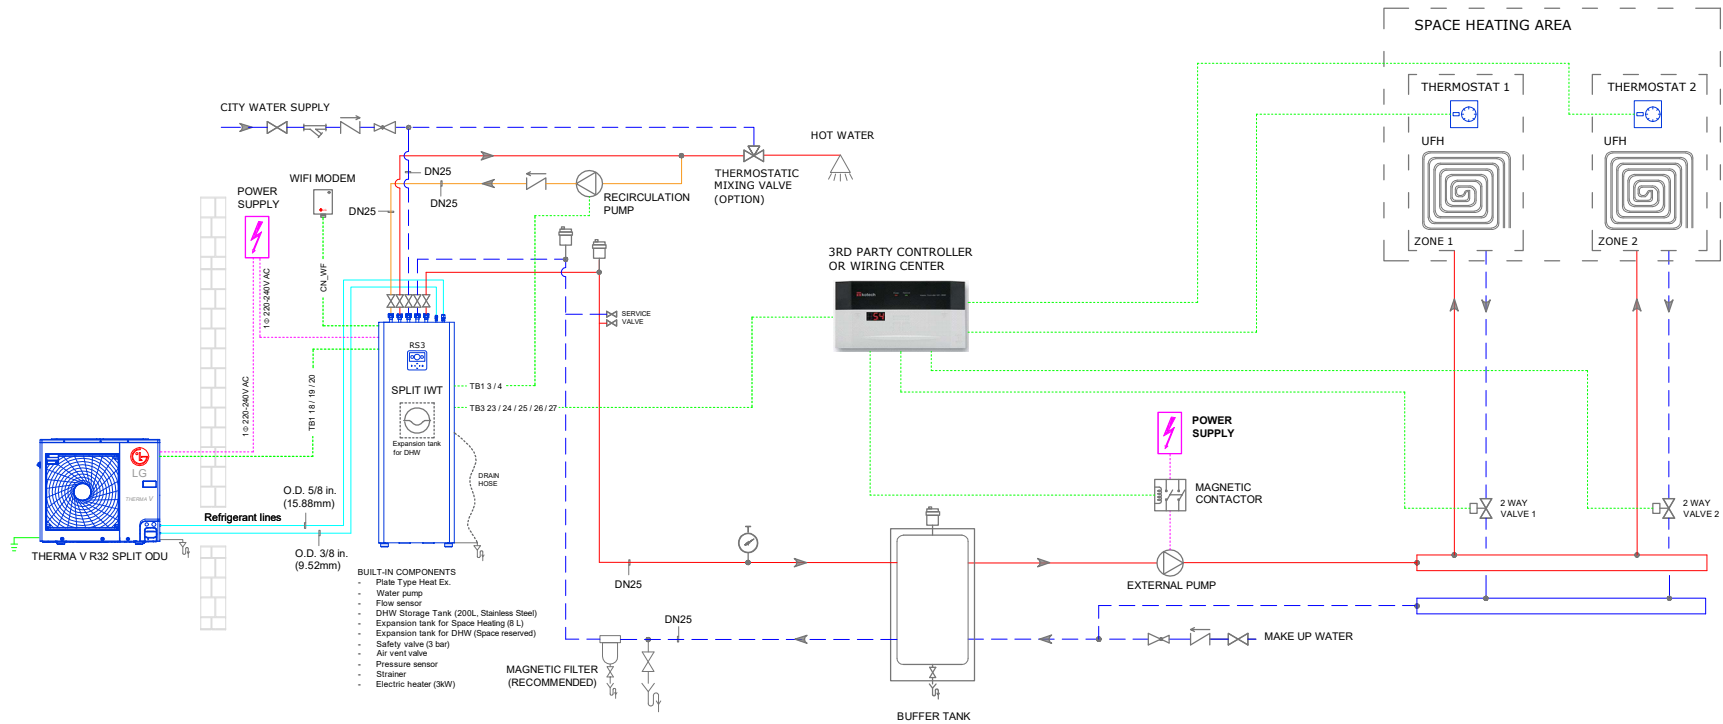 SPACE HEATING AREA
THERMOSTAT 1
THERMOSTAT 2
UFH
UFH
ZONE 1
ZONE 2
CITY WATER SUPPLY
HOT WATER
DN25
DN25
DN25
THERMOSTATIC
MIXING VALVE
(OPTION)
RECIRCULATION
PUMP
WIFI MODEM
POWER
SUPPLY
CN_WF
1Φ 220-240V AC
1Φ 220-240V AC
TB1 18 / 19 / 20
3RD PARTY CONTROLLER
OR WIRING CENTER
SERVICE
VALVE
RS3
SPLIT IWT
Expansion tank
for DHW
TB1 3 / 4
TB3 23 / 24 / 25 / 26 / 27
DRAIN
HOSE
POWER
SUPPLY
MAGNETIC
CONTACTOR
2 WAY
VALVE 1
2 WAY
VALVE 2
LG
THERMA V
O.D. 5/8 in.
(15.88mm)
Refrigerant lines
O.D. 3/8 in.
(9.52mm)
THERMA V R32 SPLIT ODU
BUILT-IN COMPONENTS
- Plate Type Heat Ex.
- Water pump
- Flow sensor
- DHW Storage Tank (200L, Stainless Steel)
- Expansion tank for Space Heating (8 L)
- Expansion tank for DHW (Space reserved)
- Safety valve (3 bar)
- Air vent valve
- Pressure sensor
- Strainer
- Electric heater (3kW)
DN25
DN25
EXTERNAL PUMP
MAKE UP WATER
MAGNETIC FILTER
(RECOMMENDED)
BUFFER TANK